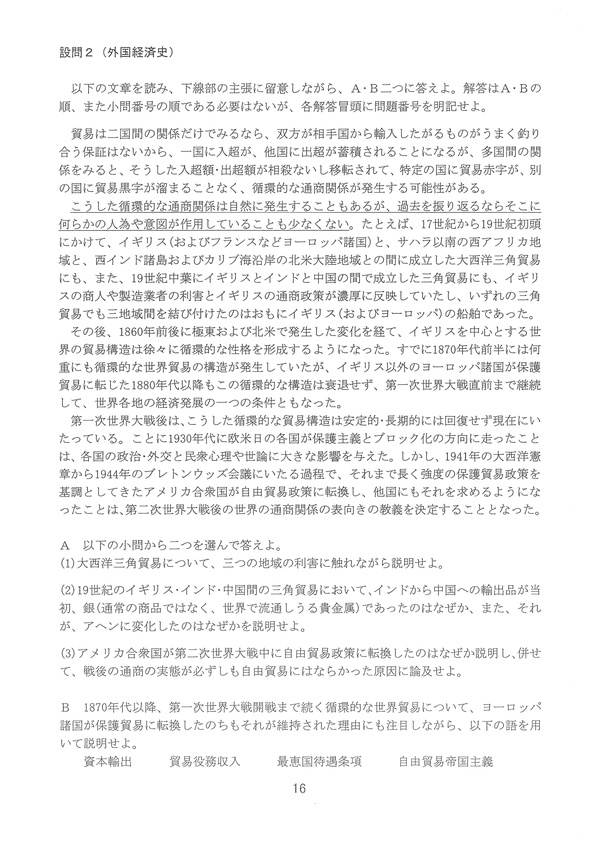 設問２（外国経済史）
以下の文章を読み、下線部の主張に留意しながら、Ａ・Ｂ二つに答えよ。解答はＡ・Ｂの
順、また小問番号の順である必要はないが、各解答冒頭に問題番号を明記せよ。
貿易は二国間の関係だけでみるなら、双方が相手国から輸入したがるものがうまく釣り
合う保証はないから、一国に入超が、他国に出超が蓄積されることになるが、多国間の関
係をみると、そうした入超額・出超額が相殺ないし移転されて、特定の国に貿易赤字が、別
の国に貿易黒字が溜まることなく、循環的な通商関係が発生する可能性がある。
こうした循環的な通商関係は自然に発生することもあるが、過去を振り返るならそこに
何らかの人為や意図が作用していることも少なくない。たとえば、17世紀から19世紀初頭
にかけて、イギリス（およびフランスなどヨーロッパ諸国）と、サハラ以南の西アフリカ地
域と、西インド諸島およびカリブ海沿岸の北米大陸地域との間に成立した大西洋三角貿易
にも、また、19世紀中葉にイギリスとインドと中国の間で成立した三角貿易にも、イギリ
スの商人や製造業者の利害とイギリスの通商政策が濃厚に反映していたし、いずれの三角
貿易でも三地域間を結び付けたのはおもにイギリス（およびヨーロッパ）の船舶であった。
その後、1860年前後に極東および北米で発生した変化を経て、イギリスを中心とする世
界の貿易構造は徐々に循環的な性格を形成するようになった。すでに1870年代前半には何
重にも循環的な世界貿易の構造が発生していたが、イギリス以外のヨーロッパ諸国が保護
貿易に転じた1880年代以降もこの循環的な構造は衰退せず、第一次世界大戦直前まで継続
して、世界各地の経済発展の一つの条件ともなった。
第一次世界大戦後は、こうした循環的な貿易構造は安定的・長期的には回復せず現在にい
たっている。ことに1930年代に欧米日の各国が保護主義とブロック化の方向に走ったこと
は、各国の政治・外交と民衆心理や世論に大きな影響を与えた。しかし、1941年の大西洋憲
章から1944年のブレトンウッズ会議にいたる過程で、それまで長く強度の保護貿易政策を
基調としてきたアメリカ合衆国が自由貿易政策に転換し、他国にもそれを求めるようにな
ったことは、第二次世界大戦後の世界の通商関係の表向きの教義を決定することとなった。
Ａ　以下の小問から二つを選んで答えよ。
(1)大西洋三角貿易について、三つの地域の利害に触れながら説明せよ。
(2)19世紀のイギリス・インド・中国間の三角貿易において、インドから中国への輸出品が当
初、銀（通常の商品ではなく、世界で流通しうる貴金属）であったのはなぜか、また、それ
が、アヘンに変化したのはなぜかを説明せよ。
(3)アメリカ合衆国が第二次世界大戦中に自由貿易政策に転換したのはなぜか説明し、併せ
て、戦後の通商の実態が必ずしも自由貿易にはならかった原因に論及せよ。
Ｂ　1870年代以降、第一次世界大戦開戦まで続く循環的な世界貿易について、ヨーロッパ
諸国が保護貿易に転換したのちもそれが維持された理由にも注目しながら、以下の語を用
いて説明せよ。
資本輸出　　貿易役務収入　　最恵国待遇条項　　自由貿易帝国主義
16